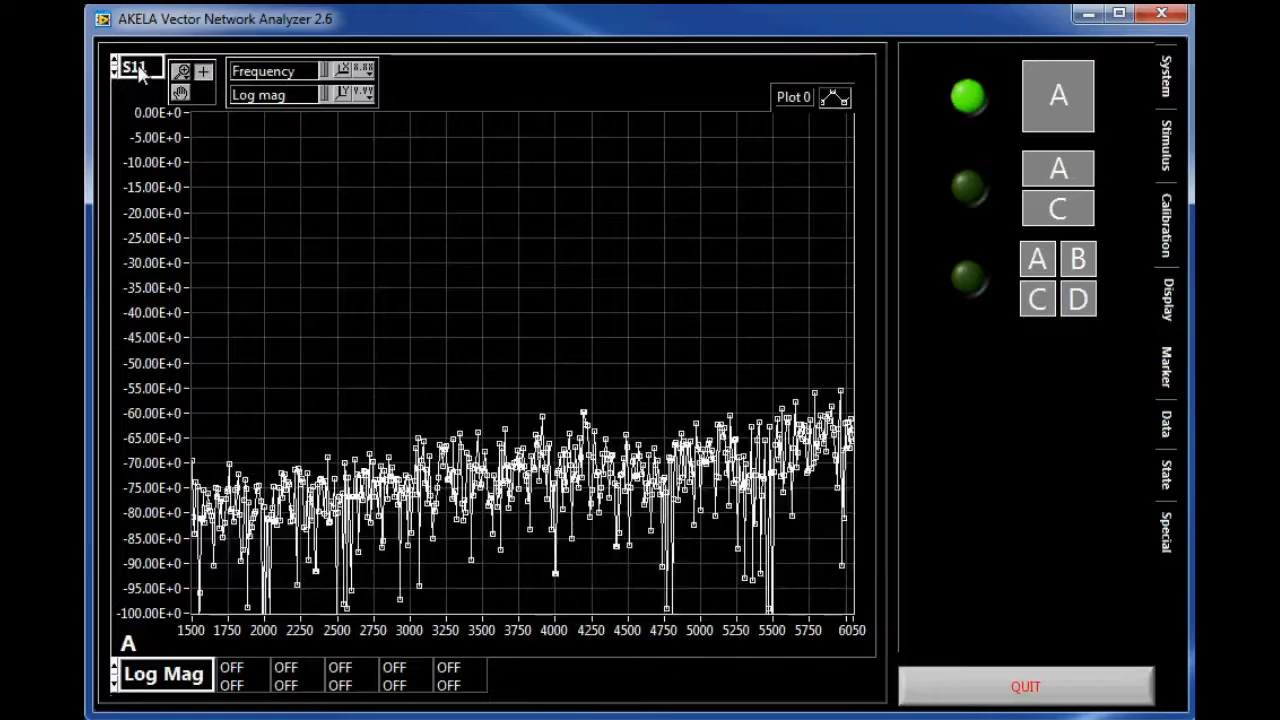 AKELA Vector Network Analyzer 2.6
S11
Frequency
Log mag
Plot 0
0.00E+0
-5.00E+0
-10.00E+0
-15.00E+0
-20.00E+0
-25.00E+0
-30.00E+0
-35.00E+0
-40.00E+0
-45.00E+0
-50.00E+0
-55.00E+0
-60.00E+0
-65.00E+0
-70.00E+0
-75.00E+0
-80.00E+0
-85.00E+0
-90.00E+0
-95.00E+0
-100.00E+0
1500 1750 2000 2250 2500 2750 3000 3250 3500 3750 4000 4250 4500 4750 5000 5250 5500 5750 6050
A
Log Mag
OFF OFF OFF OFF OFF
OFF OFF OFF OFF OFF
A
A
C
A B
C D
System
Stimulus
Calibration
Display
Marker
Data
State
Special
QUIT